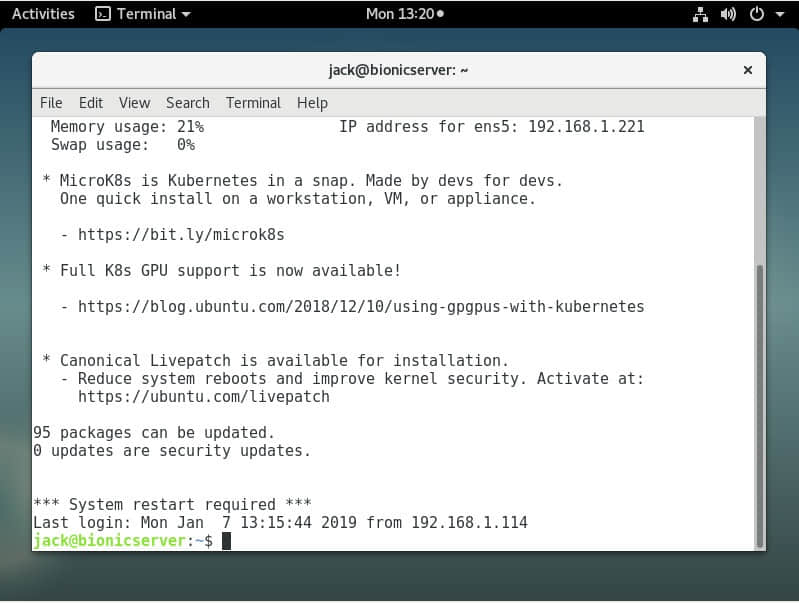 Activities Terminal Mon 13:20
jack@bionicserver: ~
File Edit View Search Terminal Help
  Memory usage: 21%               IP address for ens5: 192.168.1.221
  Swap usage:   0%
 * MicroK8s is Kubernetes in a snap. Made by devs for devs.
   One quick install on a workstation, VM, or appliance.
   - https://bit.ly/microk8s
 * Full K8s GPU support is now available!
   - https://blog.ubuntu.com/2018/12/10/using-gpgpus-with-kubernetes
 * Canonical Livepatch is available for installation.
   - Reduce system reboots and improve kernel security. Activate at:
     https://ubuntu.com/livepatch
95 packages can be updated.
0 updates are security updates.
*** System restart required ***
Last login: Mon Jan  7 13:15:44 2019 from 192.168.1.114
jack@bionicserver:~$